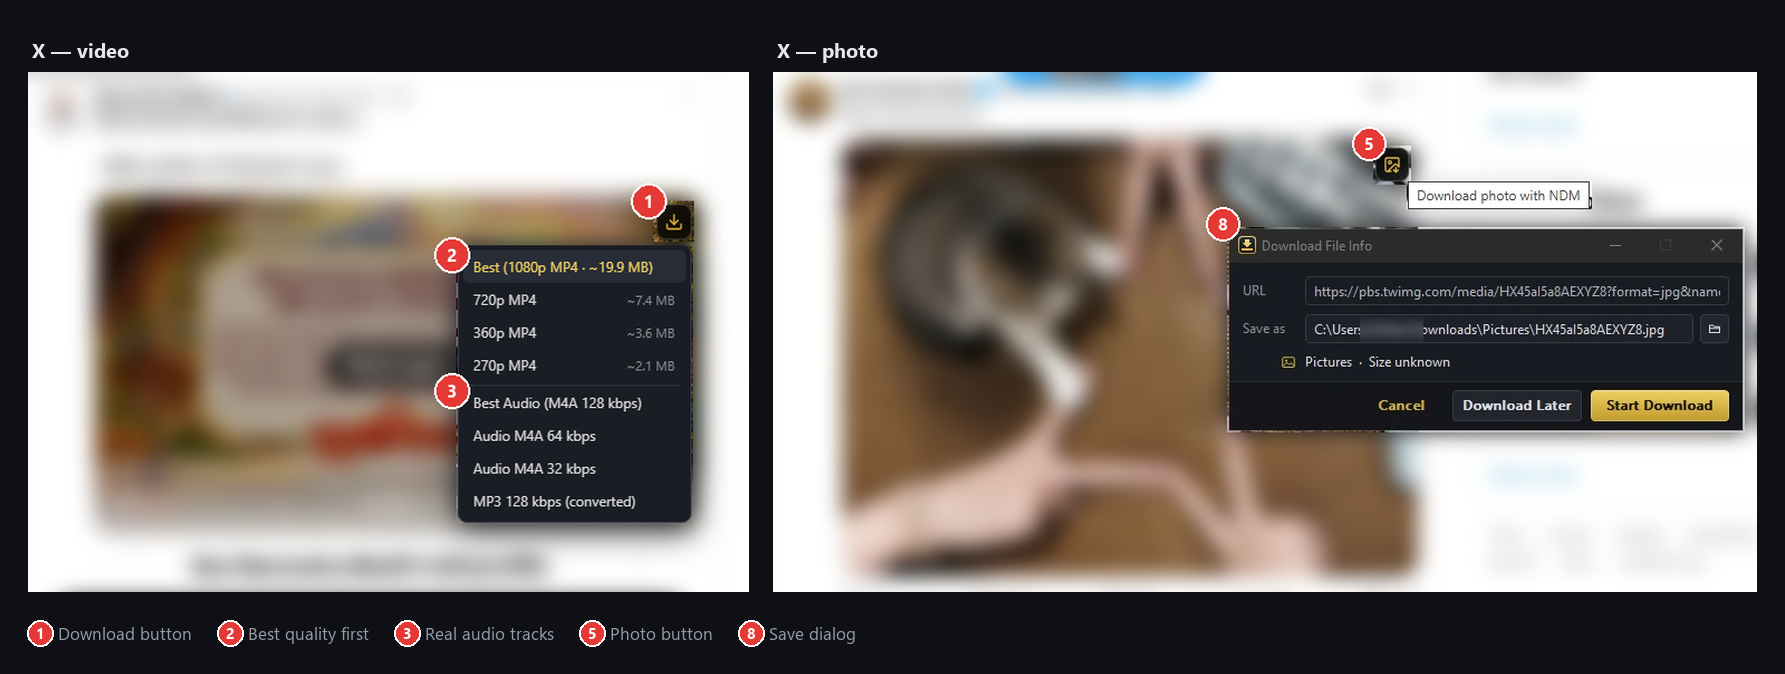 X — video
1
2
Best (1080p MP4 · ~19.9 MB)
720p MP4 ~7.4 MB
360p MP4 ~3.6 MB
270p MP4 ~2.1 MB
3
Best Audio (M4A 128 kbps)
Audio M4A 64 kbps
Audio M4A 32 kbps
MP3 128 kbps (converted)
X — photo
5
Download photo with NDM
8
Download File Info
URL https://pbs.twimg.com/media/HX45al5a8AEXYZ8?format=jpg&name
Save as C:\Users ownloads\Pictures\HX45al5a8AEXYZ8.jpg
Pictures · Size unknown
Cancel Download Later Start Download
1 Download button 2 Best quality first 3 Real audio tracks 5 Photo button 8 Save dialog